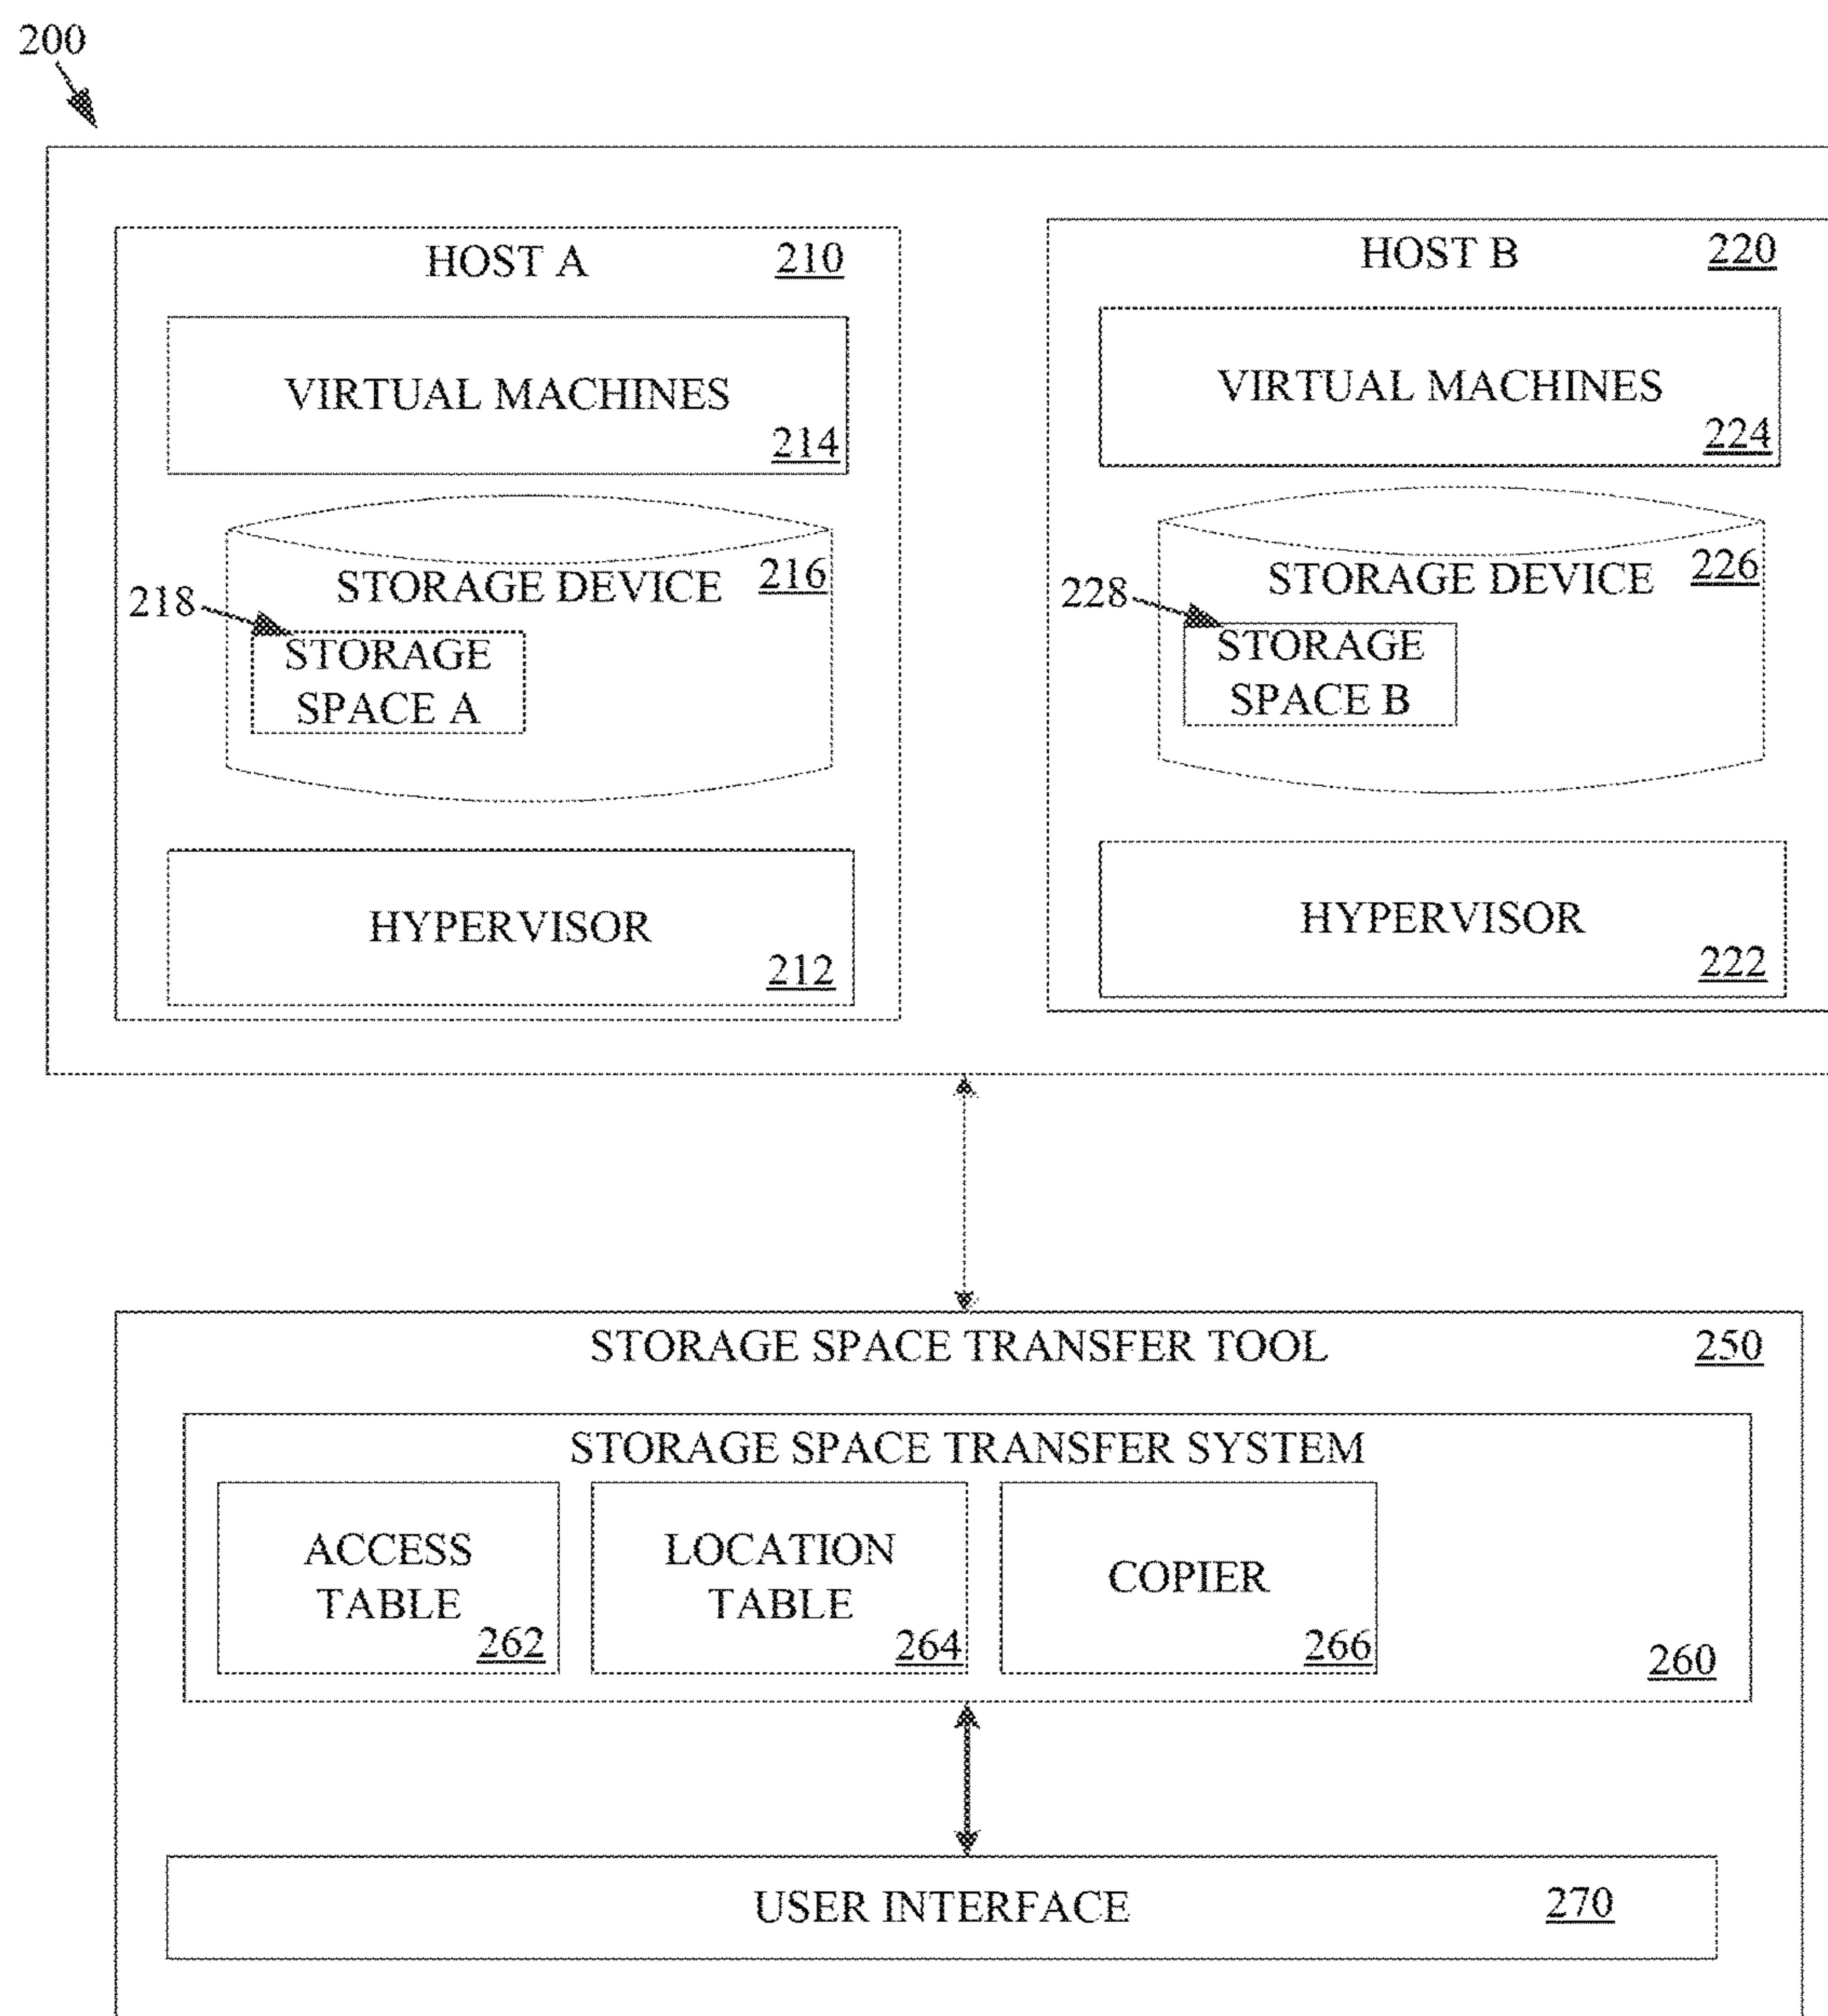 200
HOST A 210
VIRTUAL MACHINES
214
STORAGE DEVICE 216
218
STORAGE
SPACE A
HYPERVISOR
212
HOST B 220
VIRTUAL MACHINES
224
STORAGE DEVICE 226
228
STORAGE
SPACE B
HYPERVISOR
222
STORAGE SPACE TRANSFER TOOL 250
STORAGE SPACE TRANSFER SYSTEM
ACCESS
TABLE
262
LOCATION
TABLE
264
COPIER
266
260
USER INTERFACE 270